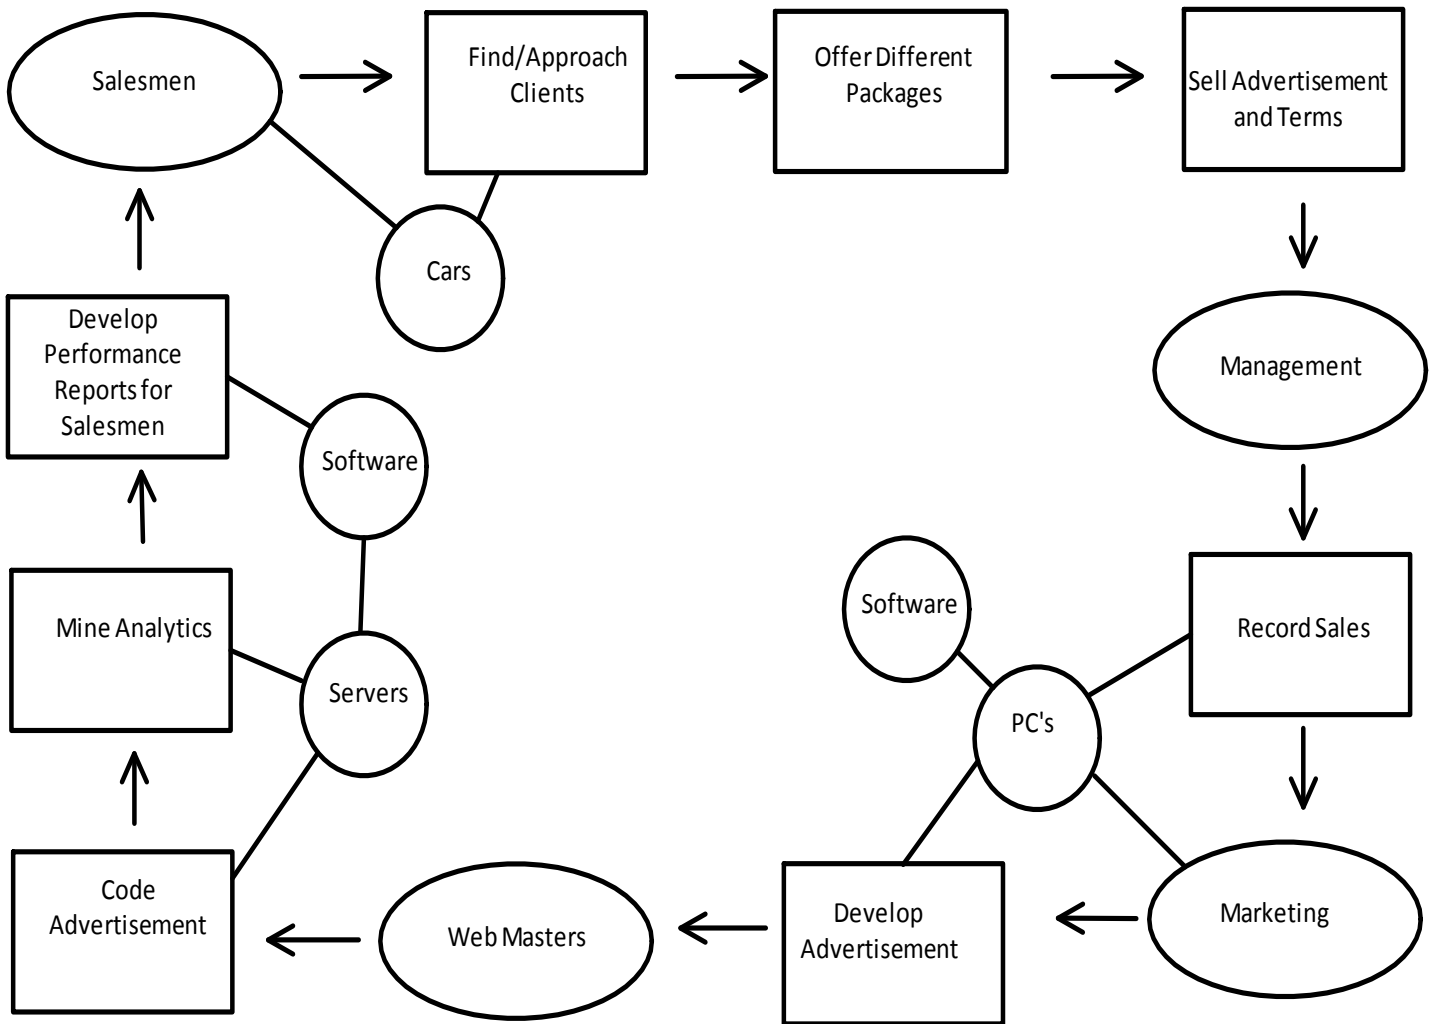 Salesmen
Find/Approach
Clients
Offer Different
Packages
Sell Advertisement
and Terms
Cars
Management
Develop
Performance
Reports for
Salesmen
Software
Software
Record Sales
Mine Analytics
Servers
PC's
Code
Advertisement
Web Masters
Develop
Advertisement
Marketing